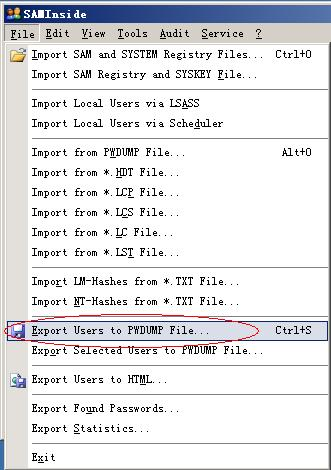 SAMInside
File Edit View Tools Audit Service ?
Import SAM and SYSTEM Registry Files... Ctrl+O
Import SAM Registry and SYSKEY File...
Import Local Users via LSASS
Import Local Users via Scheduler
Import from PWDUMP File... Alt+O
Import from *.HDT File...
Import from *.LCP File...
Import from *.LCS File...
Import from *.LC File...
Import from *.LST File...
Import LM-Hashes from *.TXT File...
Import NT-Hashes from *.TXT File...
Export Users to PWDUMP File... Ctrl+S
Export Selected Users to PWDUMP File...
Export Users to HTML...
Export Found Passwords...
Export Statistics...
Exit